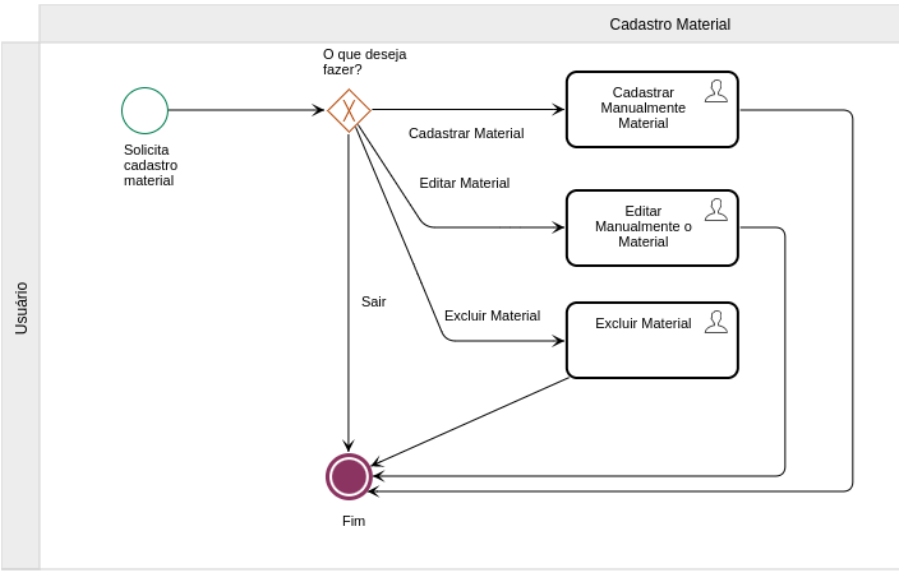 Cadastro Material
Usuário
O que deseja
fazer?
Solicita
cadastro
material
Cadastrar Material
Cadastrar
Manualmente
Material
Editar Material
Editar
Manualmente o
Material
Sair
Excluir Material
Excluir Material
Fim